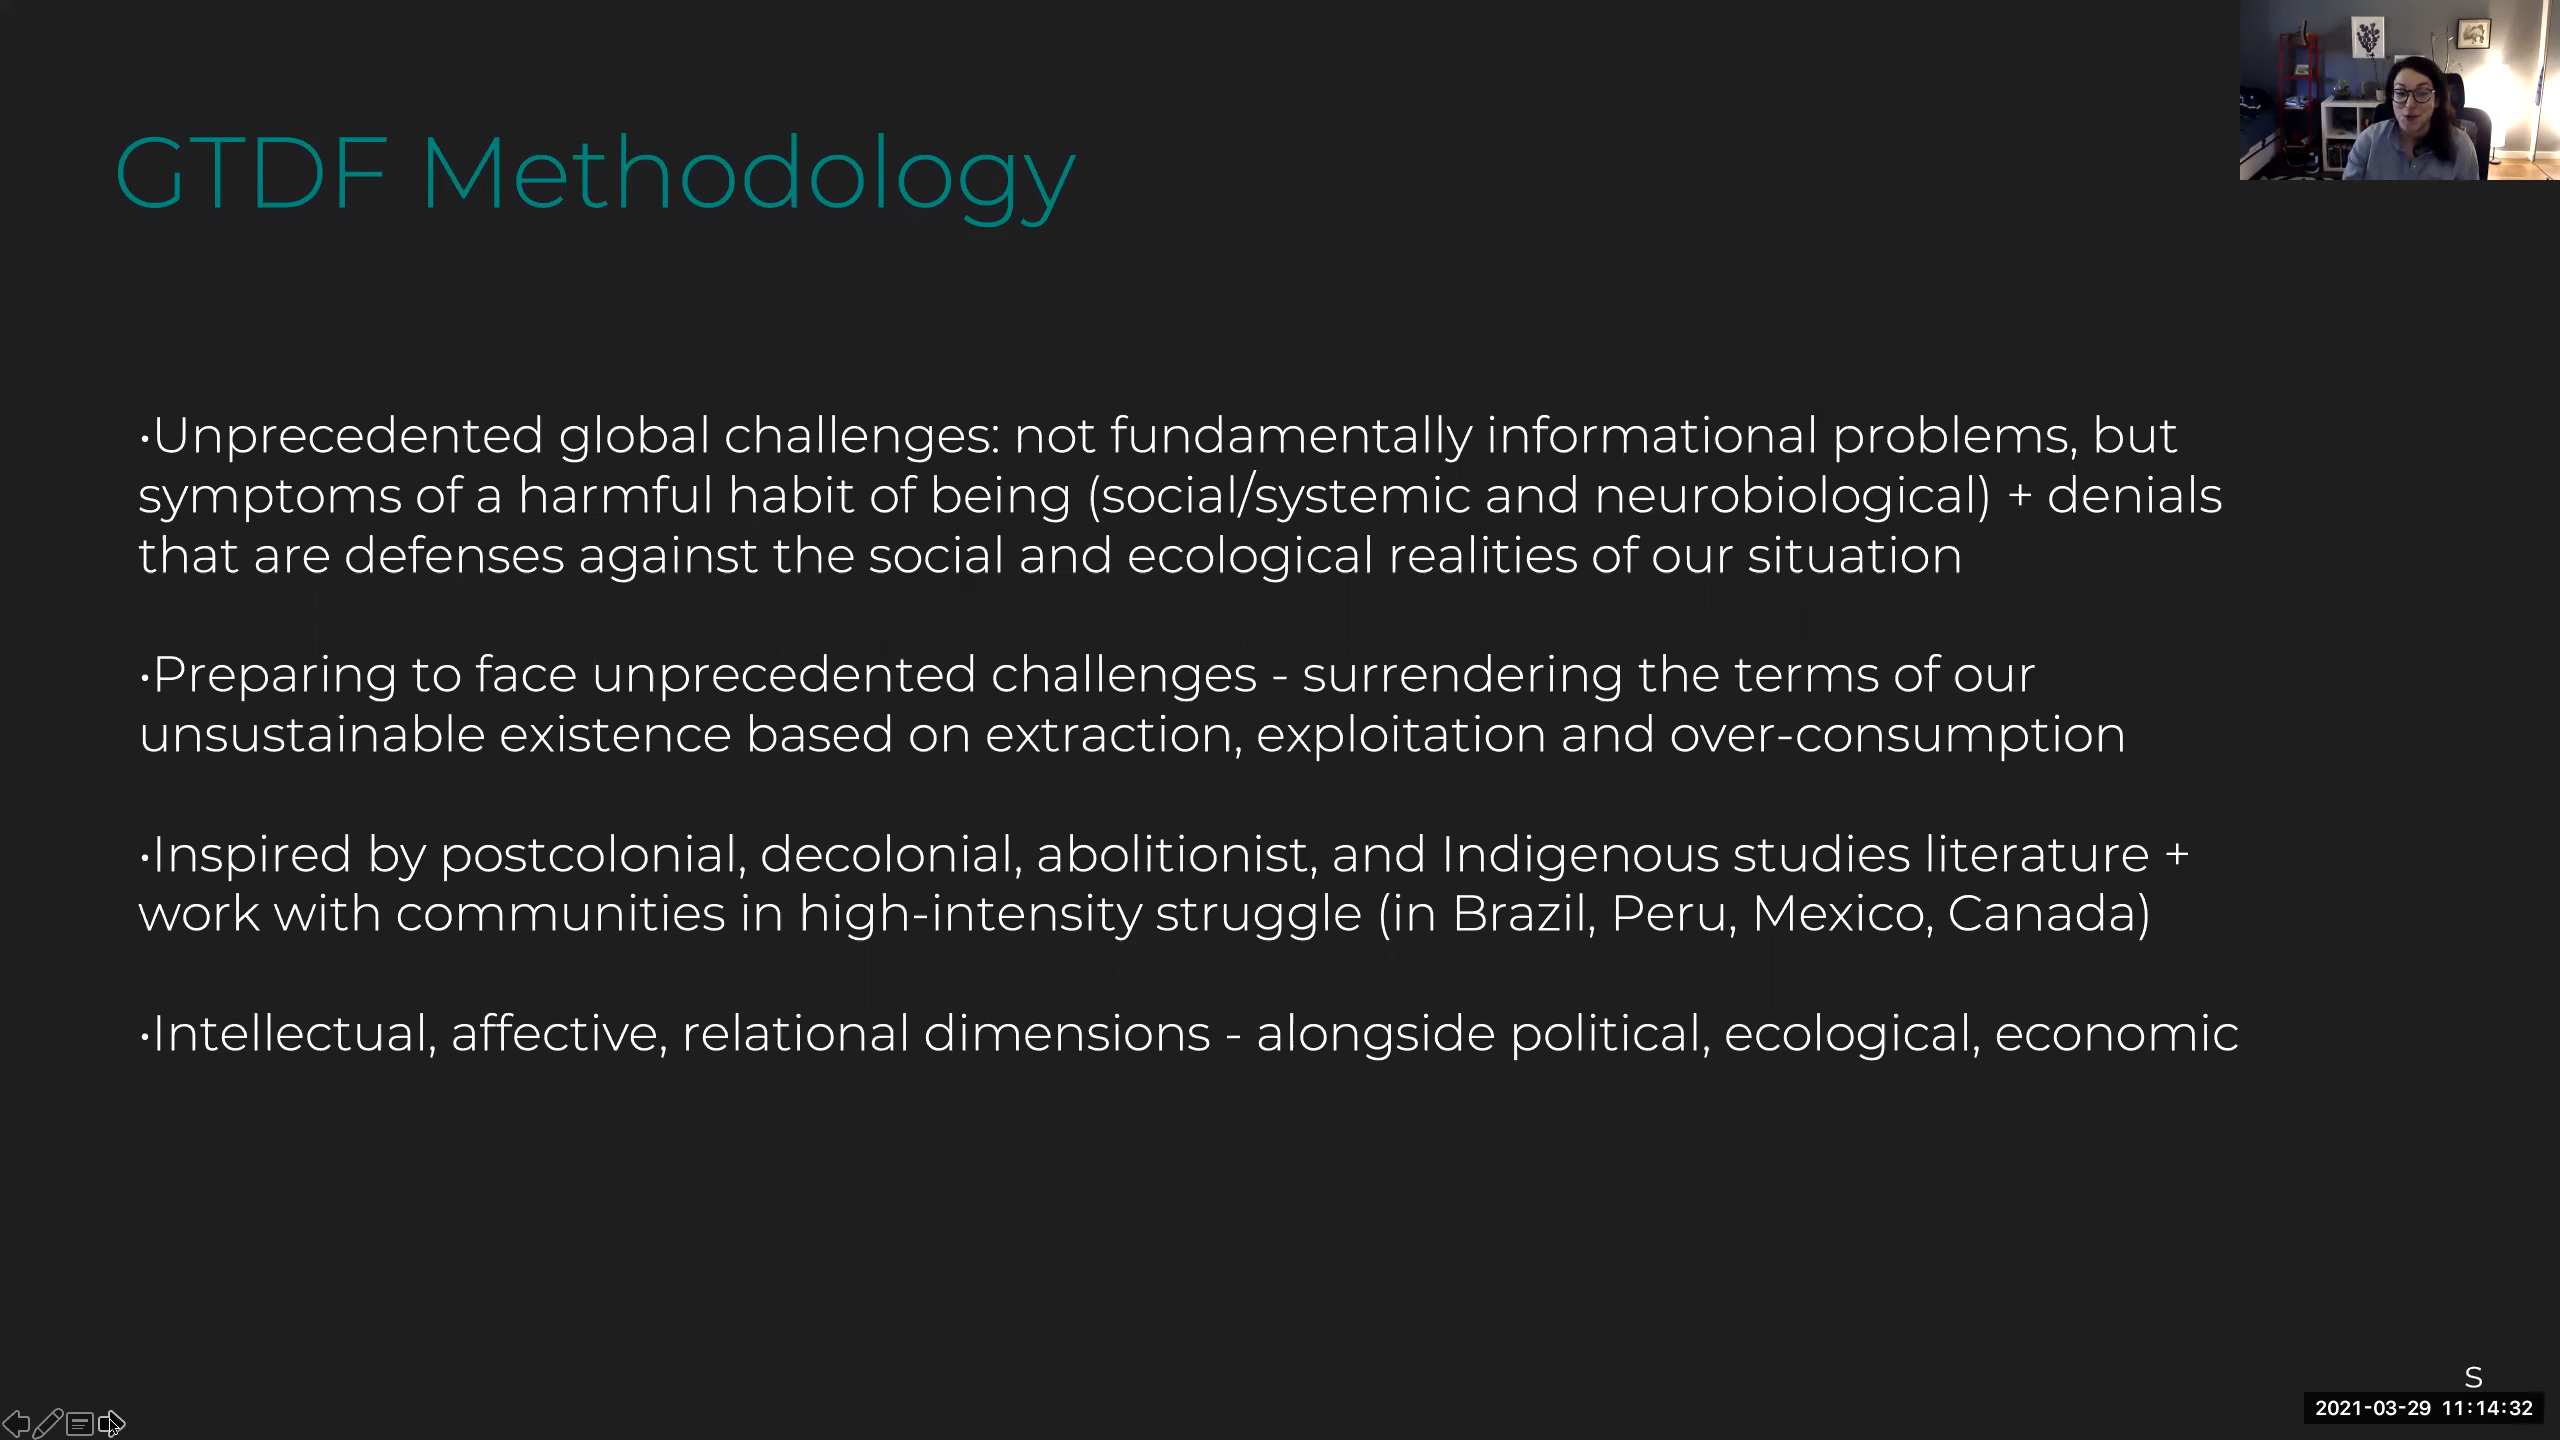 GTDF Methodology
•Unprecedented global challenges: not fundamentally informational problems, but
symptoms of a harmful habit of being (social/systemic and neurobiological) + denials
that are defenses against the social and ecological realities of our situation
•Preparing to face unprecedented challenges - surrendering the terms of our
unsustainable existence based on extraction, exploitation and over-consumption
•Inspired by postcolonial, decolonial, abolitionist, and Indigenous studies literature +
work with communities in high-intensity struggle (in Brazil, Peru, Mexico, Canada)
•Intellectual, affective, relational dimensions - alongside political, ecological, economic
S
2021-03-29 11:14:32